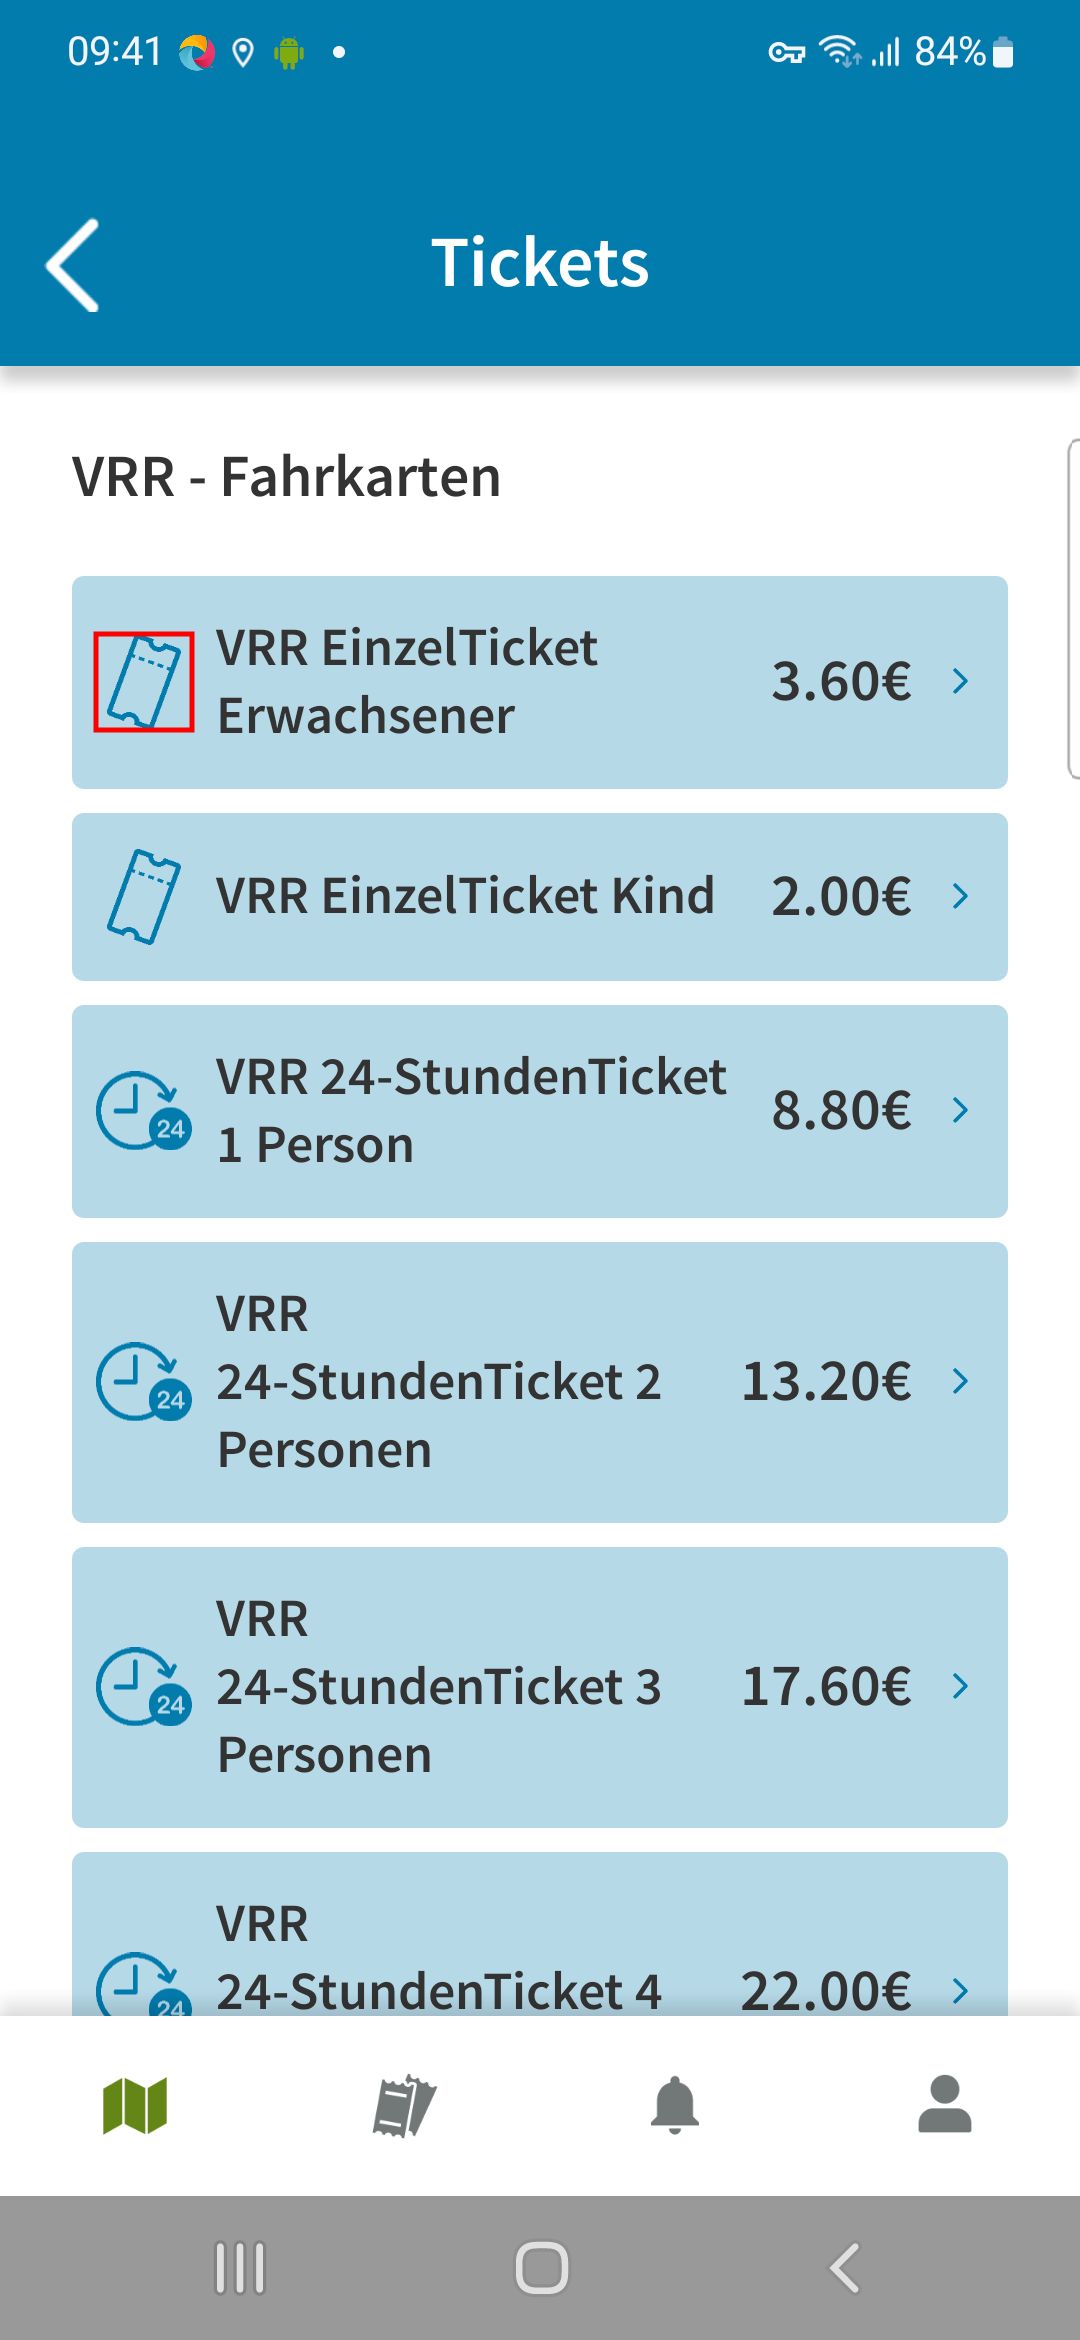 09:41
84%
Tickets
VRR - Fahrkarten
VRR EinzelTicket
Erwachsener
3.60€
VRR EinzelTicket Kind
2.00€
VRR 24-StundenTicket
1 Person
8.80€
24
VRR
24-StundenTicket 2
Personen
13.20€
24
VRR
24-StundenTicket 3
Personen
17.60€
24
VRR
24-StundenTicket 4
22.00€
24